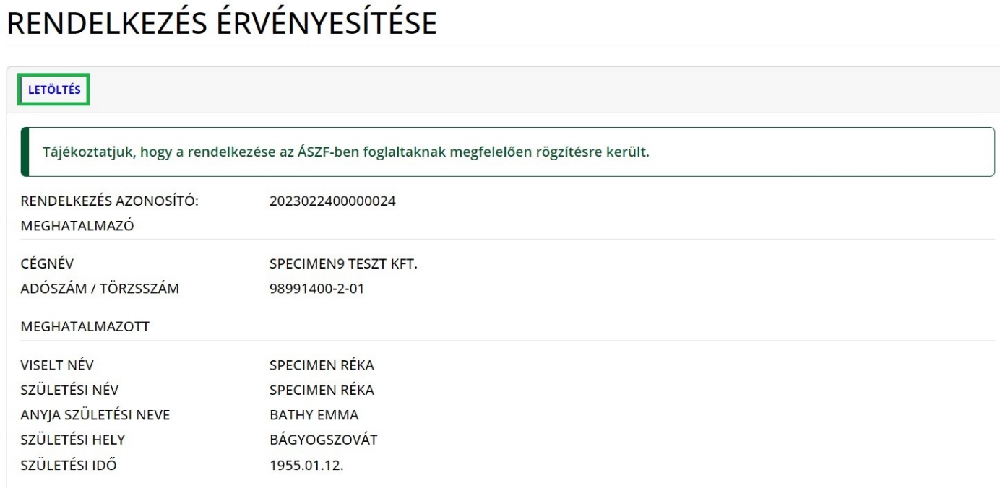 RENDELKEZÉS ÉRVÉNYESÍTÉSE
LETÖLTÉS
Tájékoztatjuk, hogy a rendelkezése az ÁSZF-ben foglaltaknak megfelelően rögzítésre került.
RENDELKEZÉS AZONOSÍTÓ: 2023022400000024
MEGHATALMAZÓ
CÉGNÉV SPECIMEN9 TESZT KFT.
ADÓSZÁM / TÖRZSSZÁM 98991400-2-01
MEGHATALMAZOTT
VISELT NÉV SPECIMEN RÉKA
SZÜLETÉSI NÉV SPECIMEN RÉKA
ANYJA SZÜLETÉSI NEVE BATHY EMMA
SZÜLETÉSI HELY BÁGYOGSZOVÁT
SZÜLETÉSI IDŐ 1955.01.12.